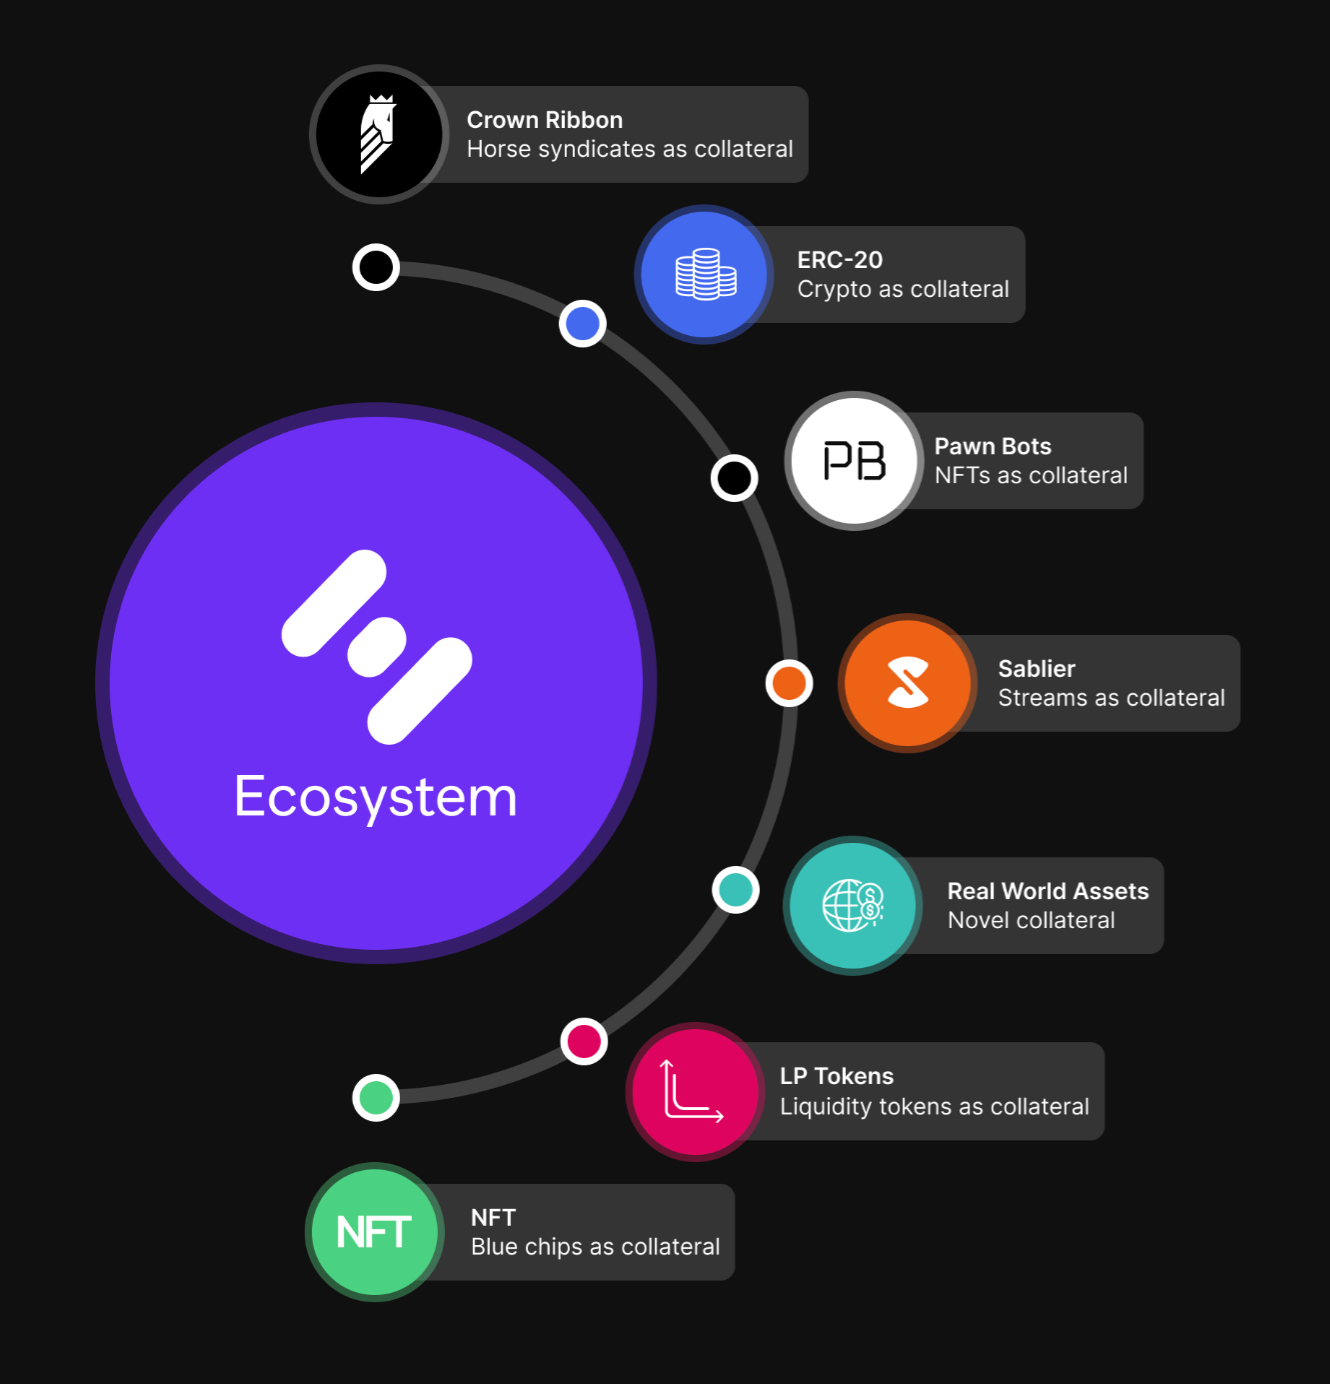 Crown Ribbon
Horse syndicates as collateral
ERC-20
Crypto as collateral
PB
Pawn Bots
NFTs as collateral
Ecosystem
Sablier
Streams as collateral
Real World Assets
Novel collateral
LP Tokens
Liquidity tokens as collateral
NFT
NFT
Blue chips as collateral